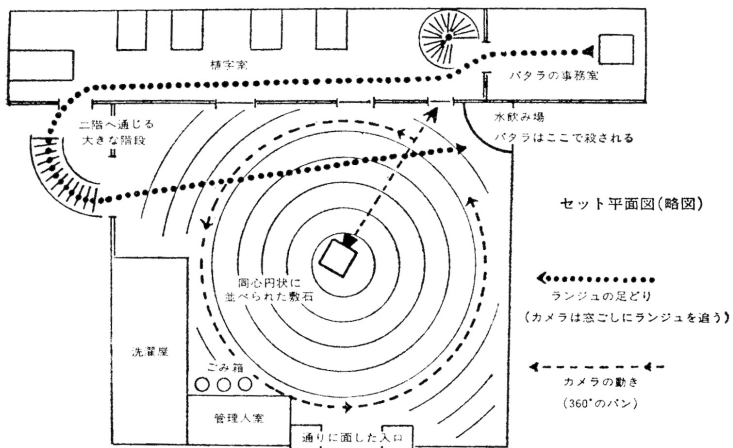 植字室
バタラの事務室
二階へ通じる
大きな階段
水飲み場
バタラはここで殺される
セット平面図(略図)
同心円状に
並べられた敷石
ランジュの足どり
(カメラは窓ごしにランジュを追う)
洗濯屋
ごみ箱
カメラの動き
(360°のパン)
管理人室
通りに面した入口